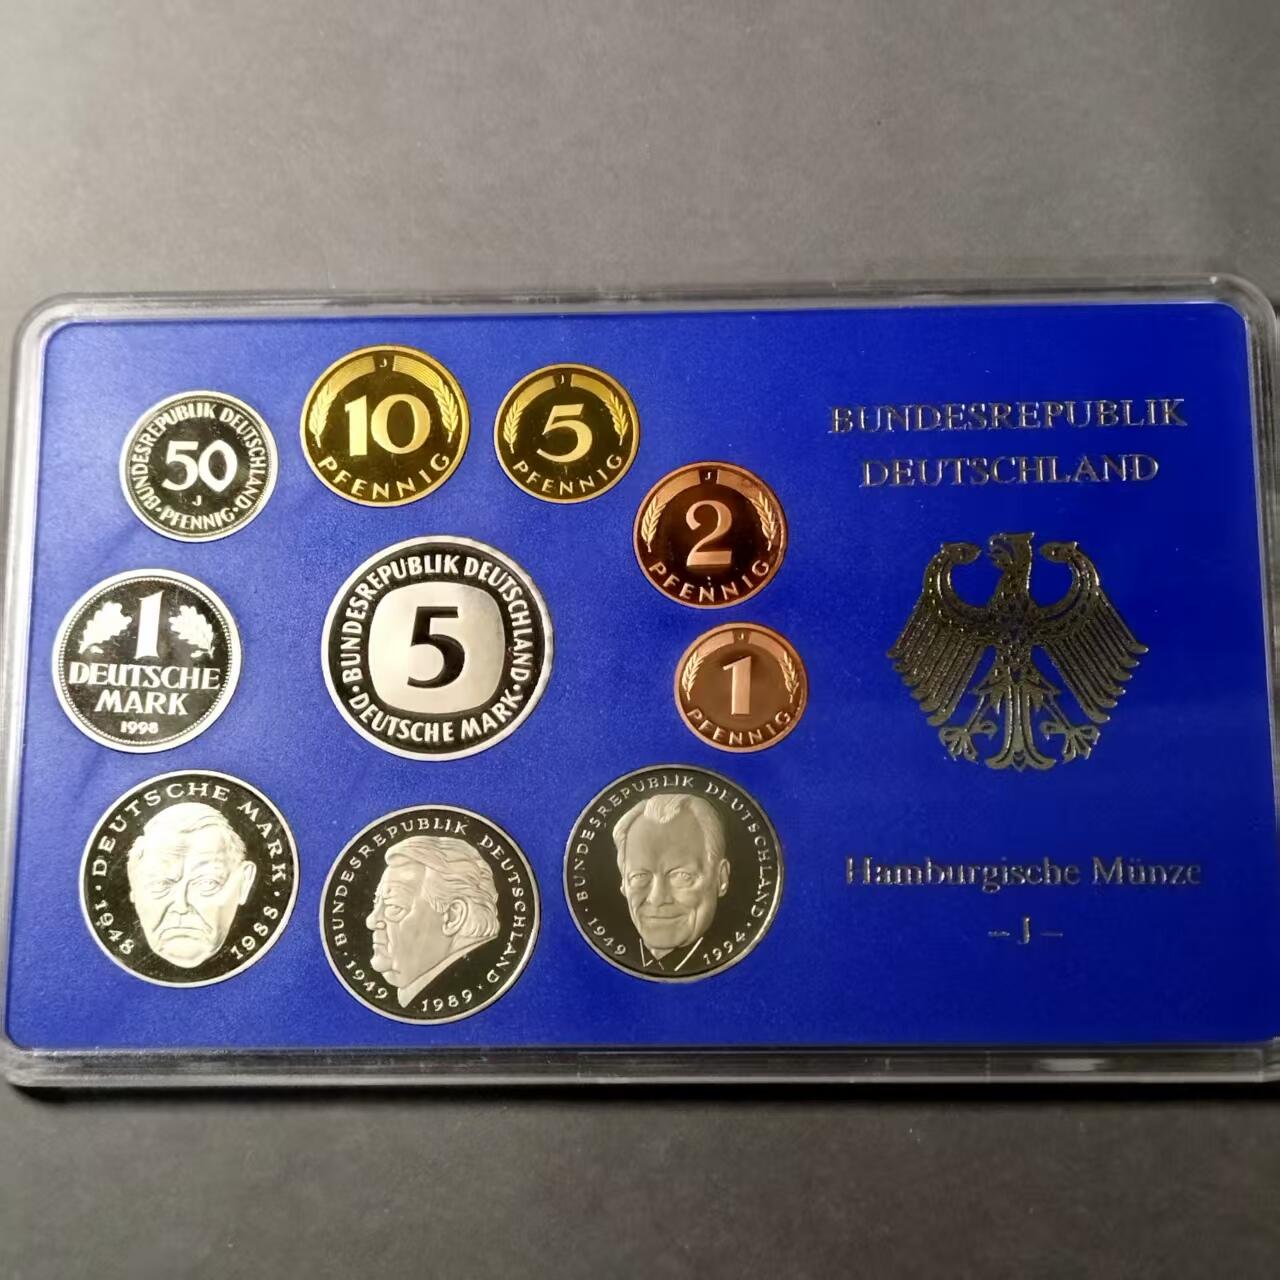 BUNDESREPUBLIK
DEUTSCHLAND
Hamburgische Münze
– J –
·BUNDESREPUBLIK DEUTSCHLAND·
50
J
PFENNIG
J
10
PFENNIG
J
5
PFENNIG
J
2
PFENNIG
J
1
PFENNIG
1
DEUTSCHE
MARK
1998
·BUNDESREPUBLIK DEUTSCHLAND·
5
DEUTSCHE MARK
·DEUTSCHE MARK·
1948 1988
·BUNDESREPUBLIK DEUTSCHLAND·
1949 1989
·BUNDESREPUBLIK DEUTSCHLAND·
1949 1994